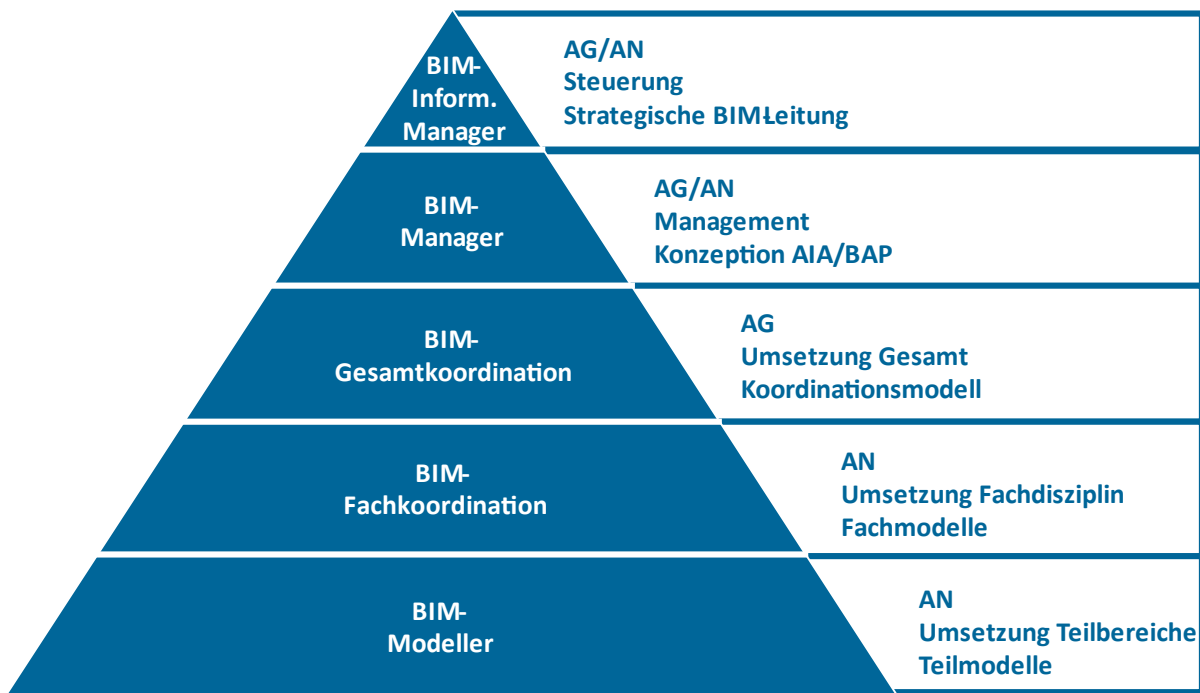 BIM-
Inform.
Manager
AG/AN
Steuerung
Strategische BIM-Leitung
BIM-
Manager
AG/AN
Management
Konzeption AIA/BAP
BIM-
Gesamtkoordination
AG
Umsetzung Gesamt
Koordinationsmodell
BIM-
Fachkoordination
AN
Umsetzung Fachdisziplin
Fachmodelle
BIM-
Modeller
AN
Umsetzung Teilbereiche
Teilmodelle